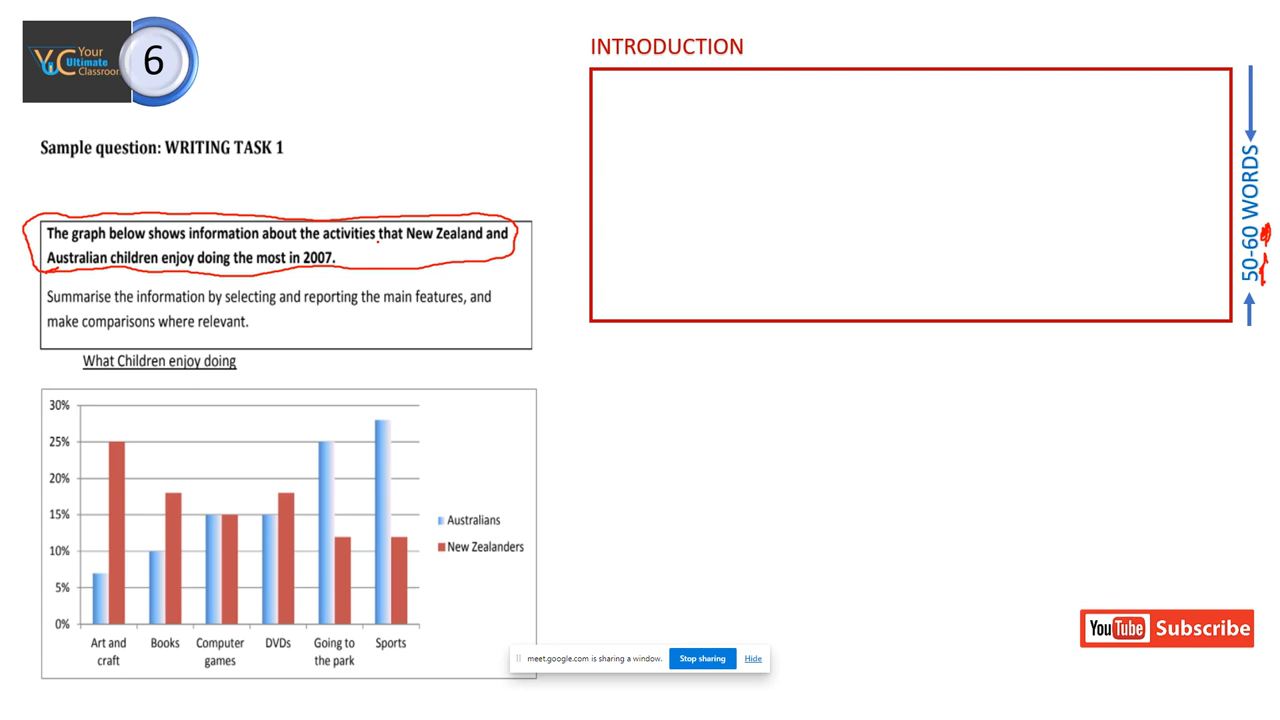 Your
Ultimate
Classroom
6
INTRODUCTION
Sample question: WRITING TASK 1
The graph below shows information about the activities that New Zealand and
Australian children enjoy doing the most in 2007.
Summarise the information by selecting and reporting the main features, and
make comparisons where relevant.
What Children enjoy doing
30%
25%
20%
15%
10%
5%
0%
Art and
craft
Books
Computer
games
DVDs
Going to
the park
Sports
Australians
New Zealanders
50-60 WORDS
YouTube Subscribe
meet.google.com is sharing a window.
Stop sharing
Hide